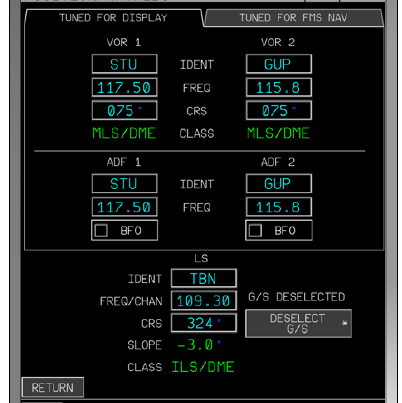 TUNED FOR DISPLAY TUNED FOR FMS NAV
VOR 1 VOR 2
STU IDENT GUP
117.50 FREQ 115.8
075° CRS 075°
MLS/DME CLASS MLS/DME
ADF 1 ADF 2
STU IDENT GUP
117.50 FREQ 115.8
BFO BFO
LS
IDENT TBN
FREQ/CHAN 109.30 G/S DESELECTED
CRS 324° DESELECT *
G/S
SLOPE -3.0°
CLASS ILS/DME
RETURN